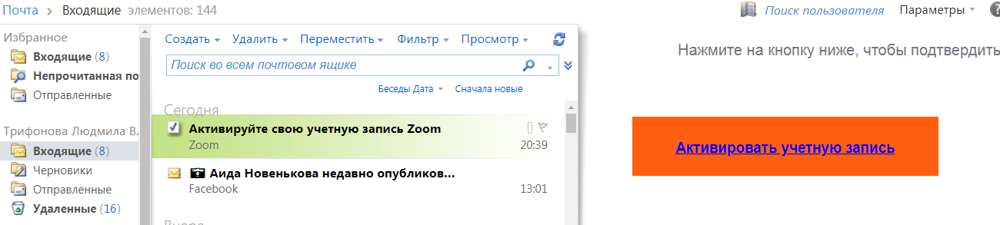 Почта > Входящие элементов: 144
Поиск пользователя Параметры
Избранное
Входящие (8)
Непрочитанная по
Отправленные
Трифонова Людмила Вл
Входящие (8)
Черновики
Отправленные
Удаленные (16)
Создать Удалить Переместить Фильтр Просмотр
Поиск во всем почтовом ящике
Беседы Дата Сначала новые
Сегодня
Активируйте свою учетную запись Zoom
Zoom 20:39
Аида Новенькова недавно опубликов...
Facebook 13:01
Вчера
Нажмите на кнопку ниже, чтобы подтвердить
Активировать учетную запись